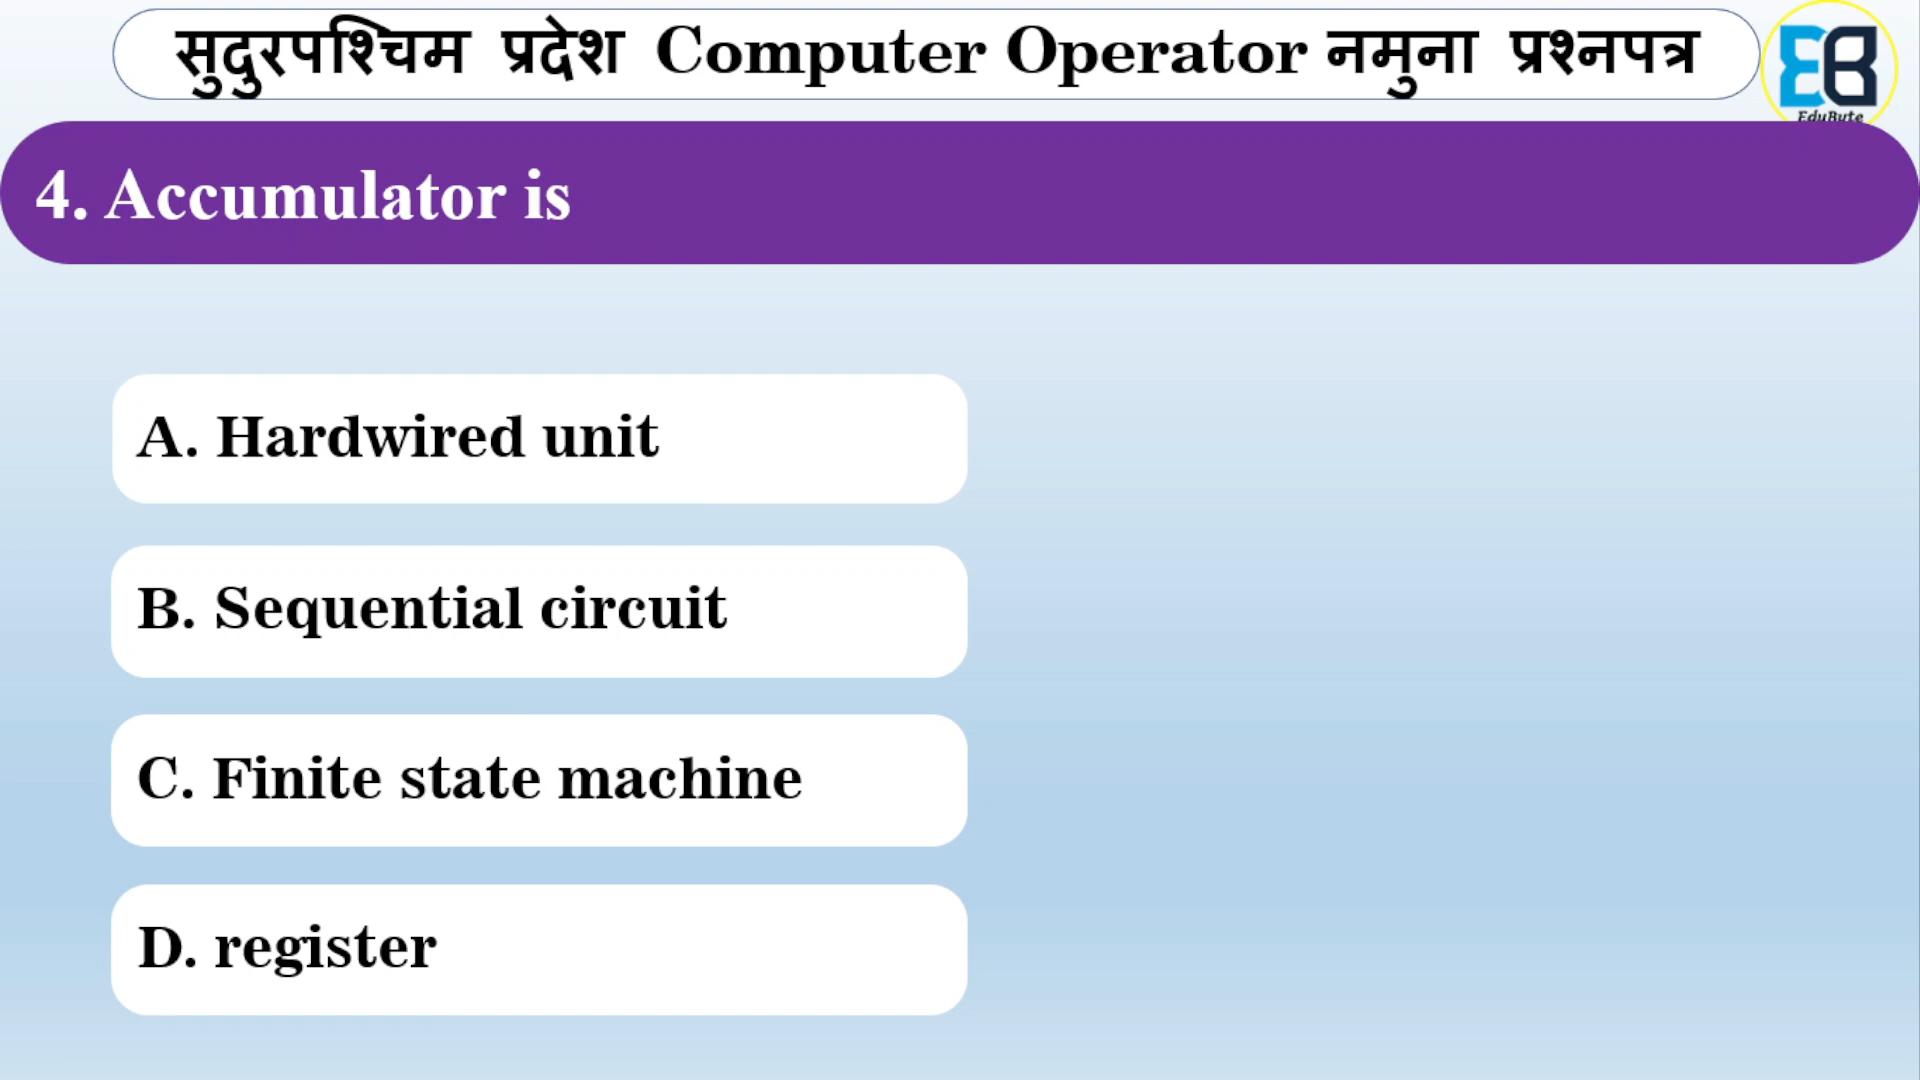 सुदुरपश्चिम प्रदेश Computer Operator नमुना प्रश्नपत्र
EduByte
4. Accumulator is
A. Hardwired unit
B. Sequential circuit
C. Finite state machine
D. register